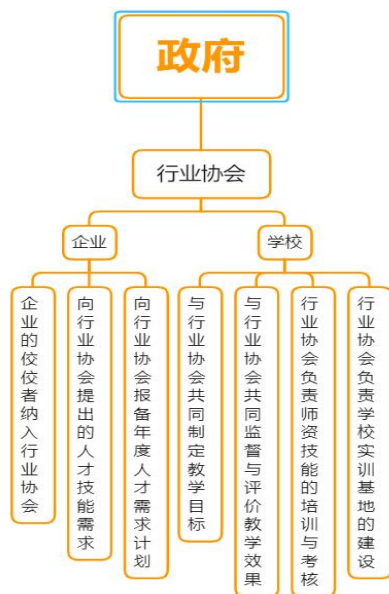 政府
行业协会
企业
学校
企业的佼佼者纳入行业协会
向行业协会提出的人才技能需求
向行业协会报备年度人才需求计划
与行业协会共同制定教学目标
与行业协会共同监督与评价教学效果
行业协会负责师资技能的培训与考核
行业协会负责学校实训基地的建设